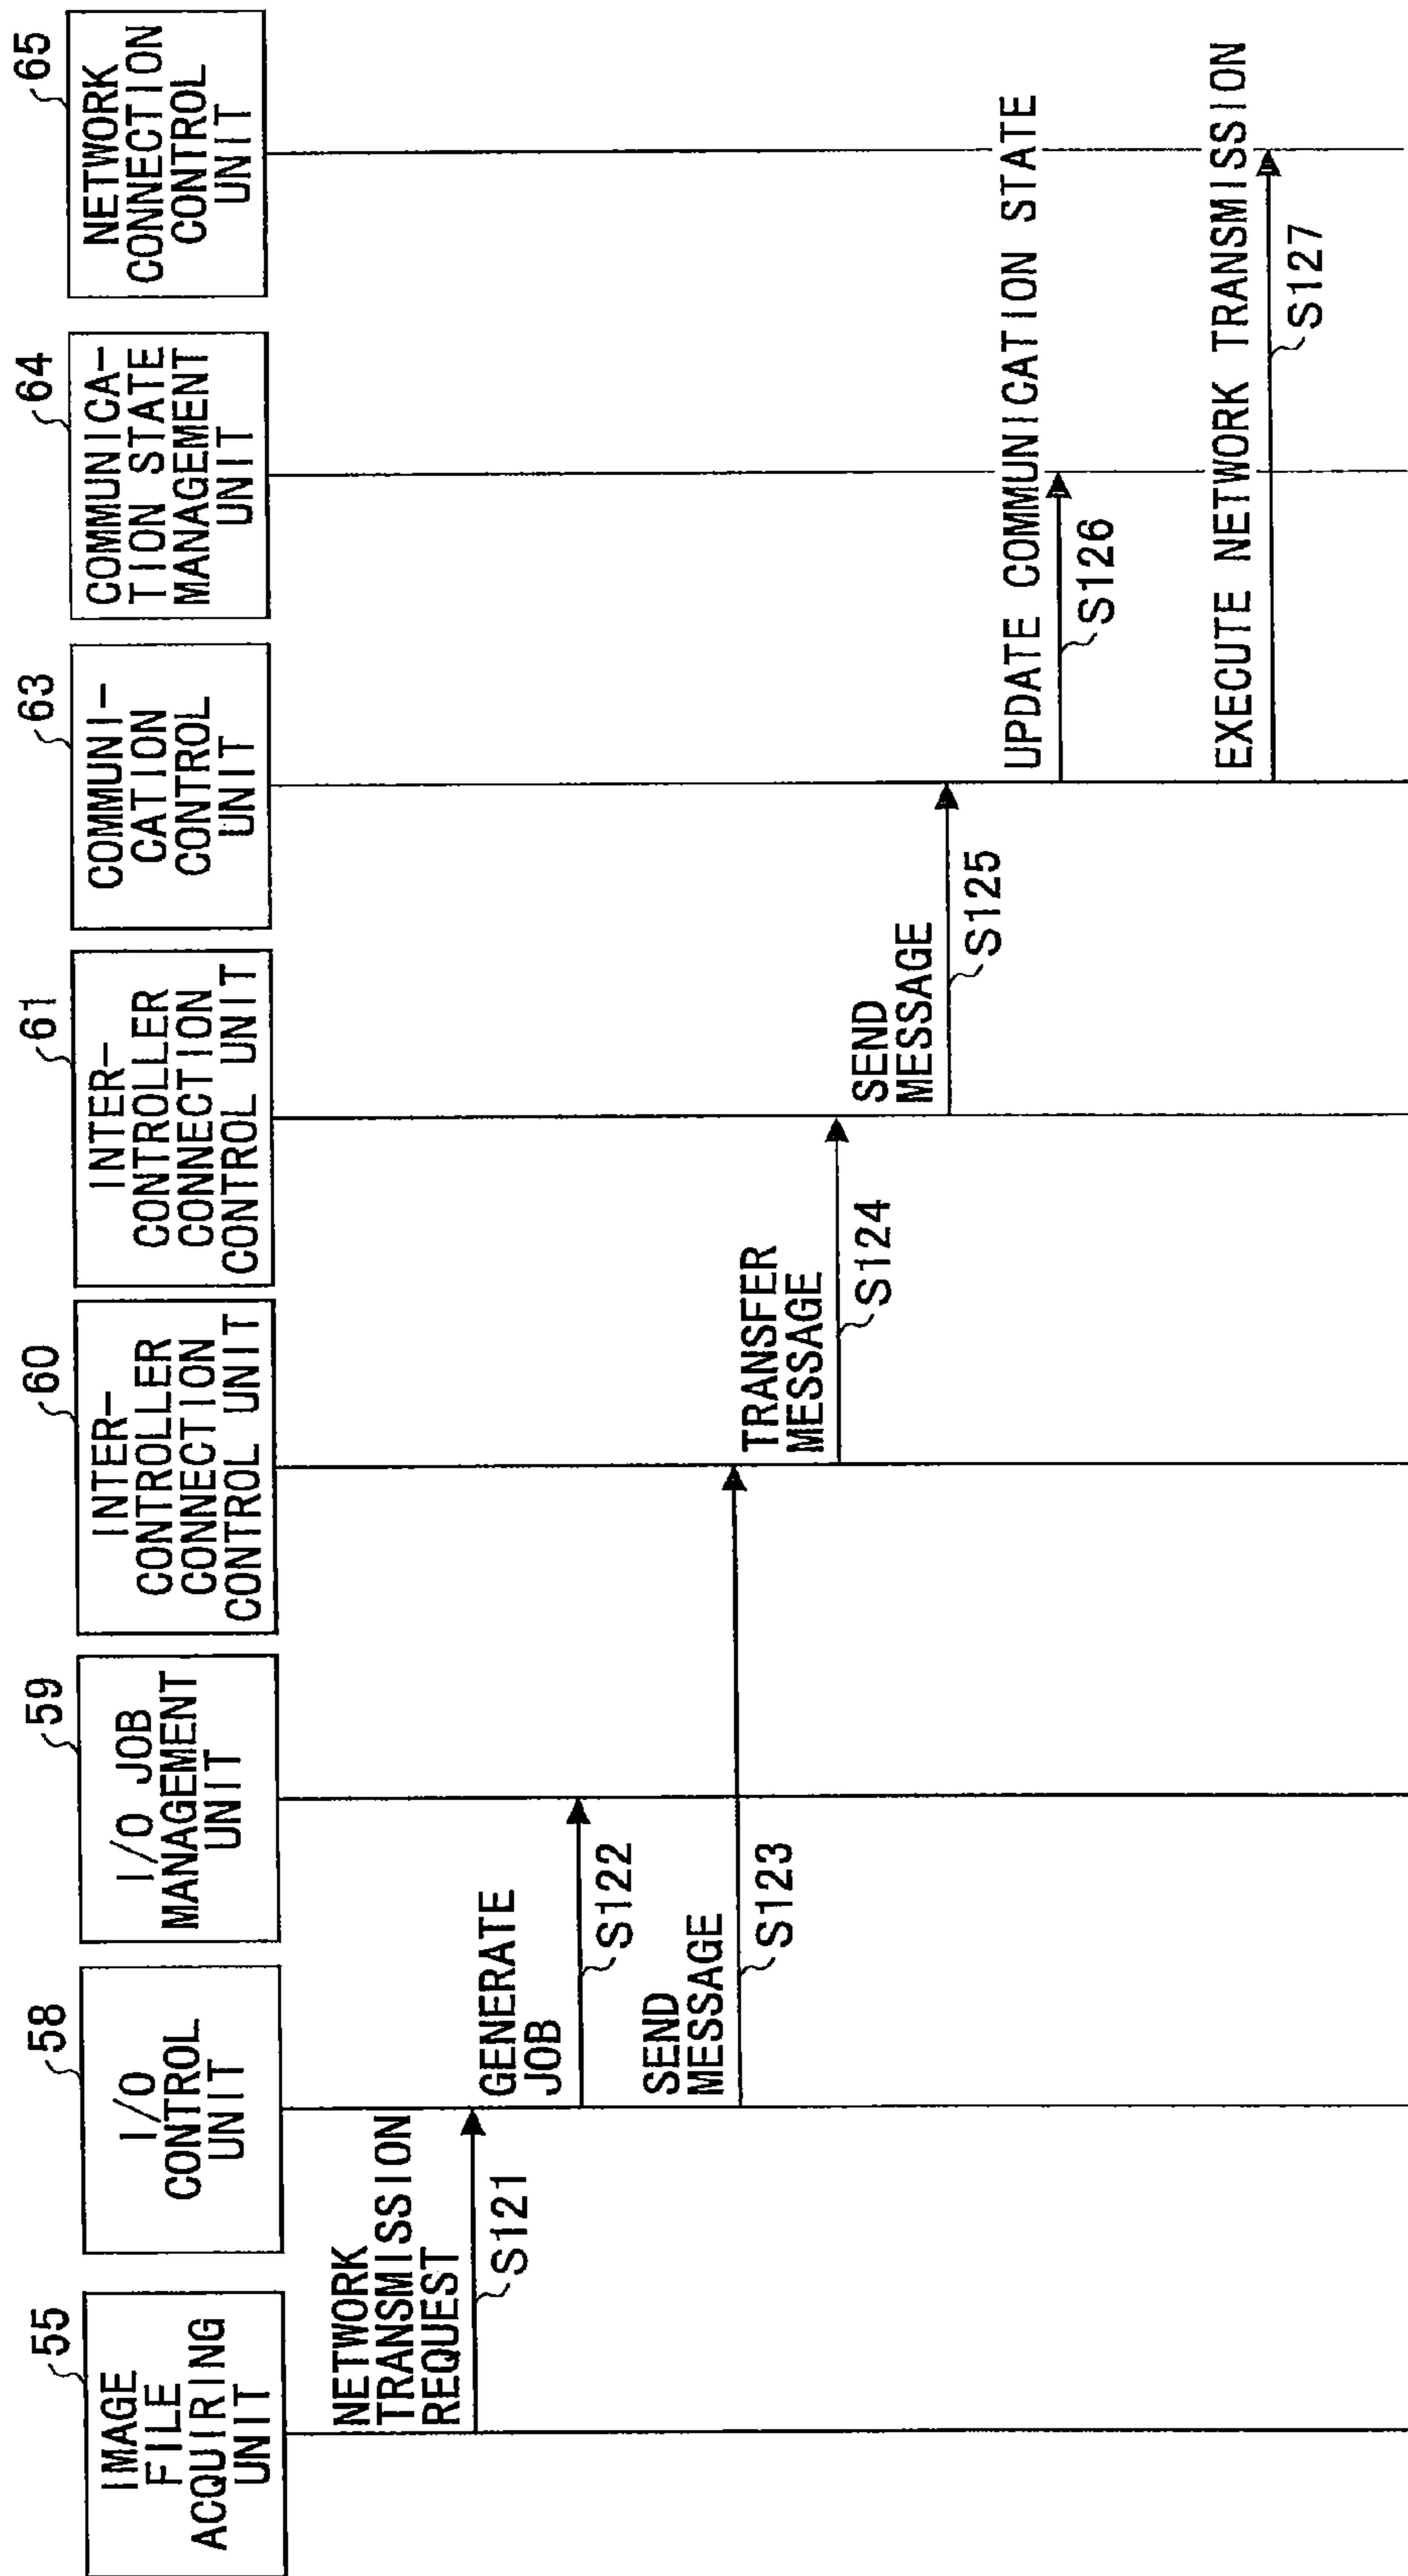 55
IMAGE
FILE
ACQUIRING
UNIT
58
I/O
CONTROL
UNIT
59
I/O JOB
MANAGEMENT
UNIT
60
INTER-
CONTROLLER
CONNECTION
CONTROL UNIT
61
INTER-
CONTROLLER
CONNECTION
CONTROL UNIT
63
COMMUNI-
CATION
CONTROL
UNIT
64
COMMUNICA-
TION STATE
MANAGEMENT
UNIT
65
NETWORK
CONNECTION
CONTROL
UNIT
NETWORK
TRANSMISSION
REQUEST
S121
GENERATE
JOB
S122
SEND
MESSAGE
S123
TRANSFER
MESSAGE
S124
SEND
MESSAGE
S125
UPDATE COMMUNICATION STATE
S126
EXECUTE NETWORK TRANSMISSION
S127